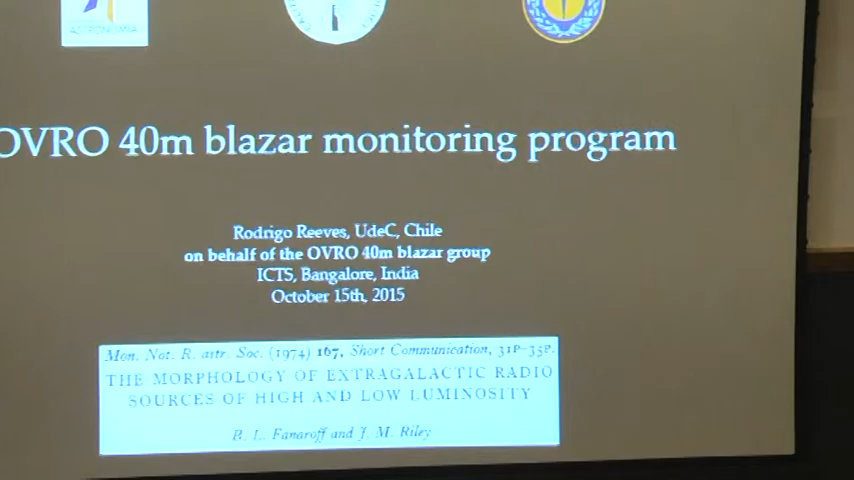 ASTRONOMIA
OVRO 40m blazar monitoring program
Rodrigo Reeves, UdeC, Chile
on behalf of the OVRO 40m blazar group
ICTS, Bangalore, India
October 15th, 2015
Mon. Not. R. astr. Soc. (1974) 167, Short Communication, 31P–35P.
THE MORPHOLOGY OF EXTRAGALACTIC RADIO
SOURCES OF HIGH AND LOW LUMINOSITY
B. L. Fanaroff and J. M. Riley